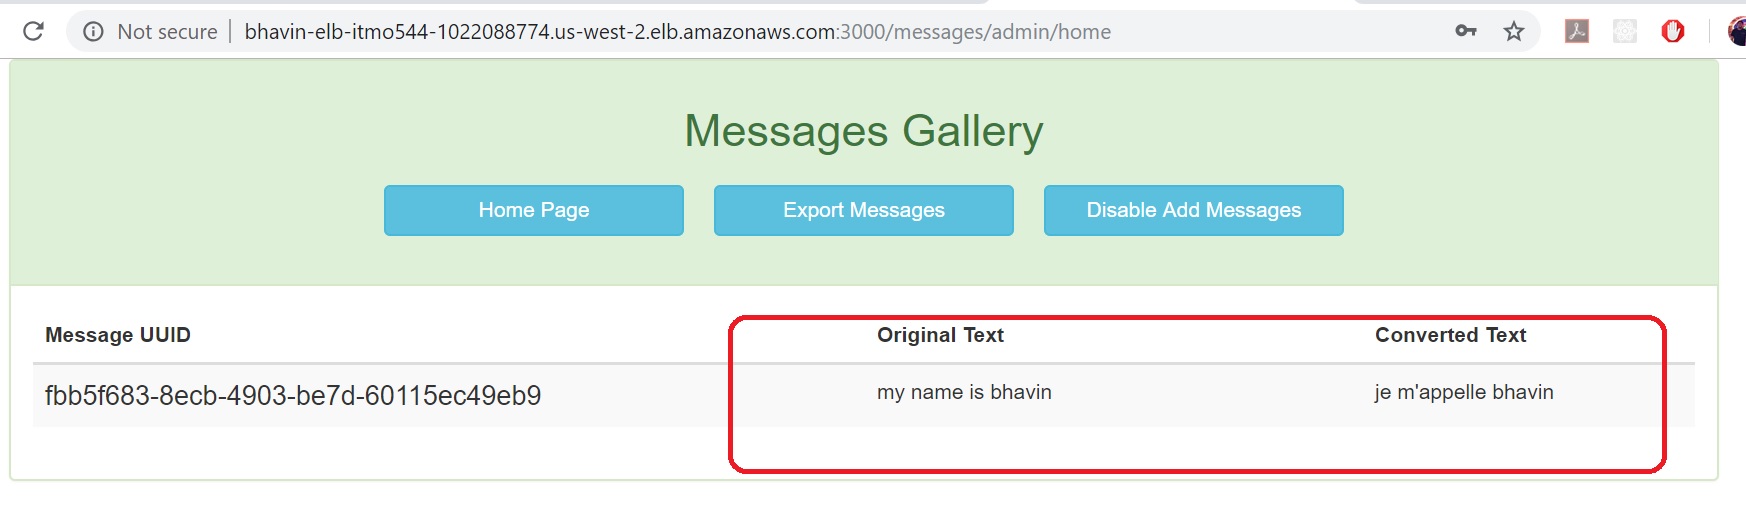 Not secure | bhavin-elb-itmo544-1022088774.us-west-2.elb.amazonaws.com:3000/messages/admin/home
Messages Gallery
Home Page Export Messages Disable Add Messages
Message UUID Original Text Converted Text
fbb5f683-8ecb-4903-be7d-60115ec49eb9 my name is bhavin je m'appelle bhavin